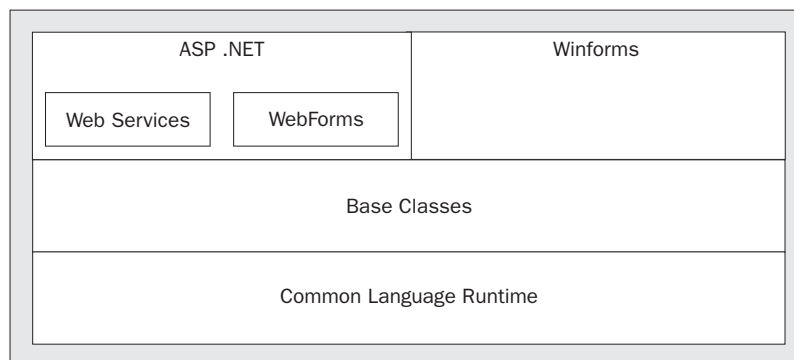 ASP .NET
Winforms
Web Services
WebForms
Base Classes
Common Language Runtime